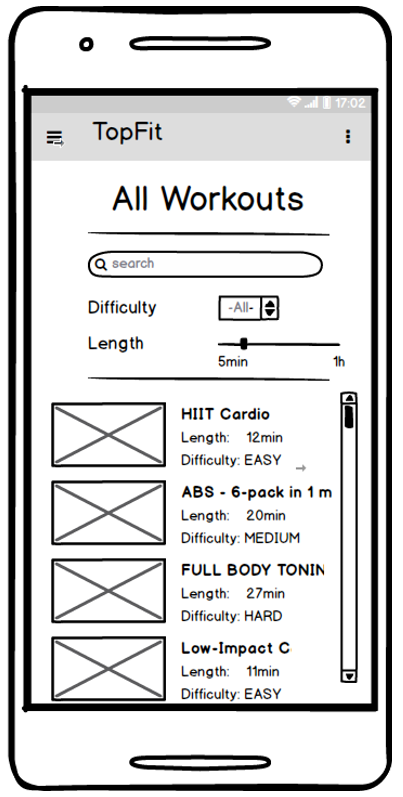 17:02
TopFit
All Workouts
search
Difficulty -All-
Length
5min 1h
HIIT Cardio
Length: 12min
Difficulty: EASY
ABS - 6-pack in 1 m
Length: 20min
Difficulty: MEDIUM
FULL BODY TONIN
Length: 27min
Difficulty: HARD
Low-Impact C
Length: 11min
Difficulty: EASY